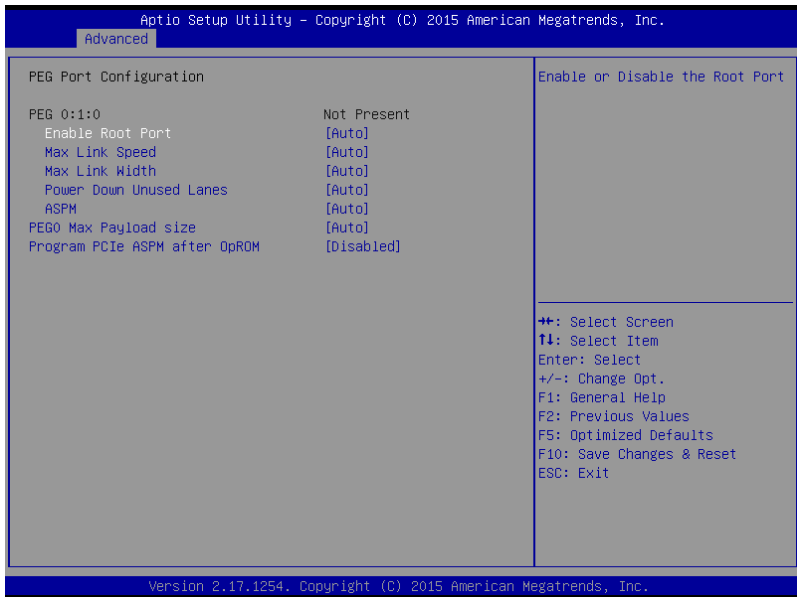 Aptio Setup Utility – Copyright (C) 2015 American Megatrends, Inc.
Advanced
PEG Port Configuration
PEG 0:1:0 Not Present
Enable Root Port [Auto]
Max Link Speed [Auto]
Max Link Width [Auto]
Power Down Unused Lanes [Auto]
ASPM [Auto]
PEG0 Max Payload size [Auto]
Program PCIe ASPM after OpROM [Disabled]
Enable or Disable the Root Port
→←: Select Screen
↑↓: Select Item
Enter: Select
+/-: Change Opt.
F1: General Help
F2: Previous Values
F5: Optimized Defaults
F10: Save Changes & Reset
ESC: Exit
Version 2.17.1254. Copyright (C) 2015 American Megatrends, Inc.